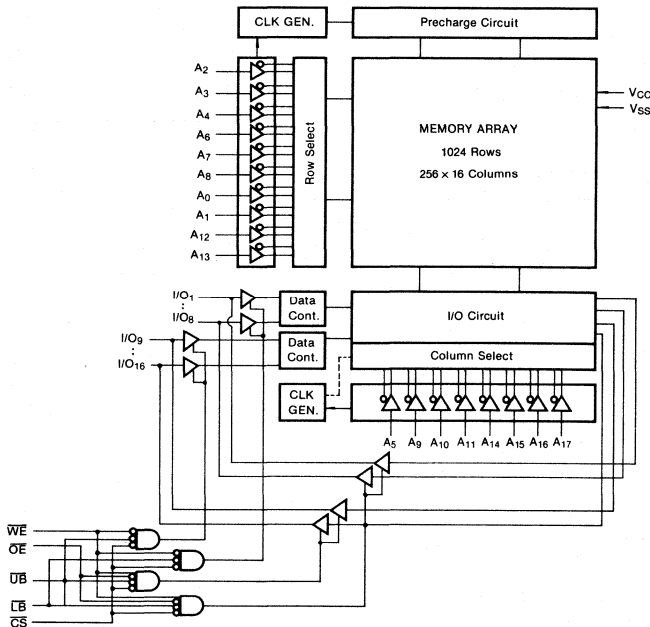 CLK GEN.
Precharge Circuit
A2
A3
A4
A6
A7
A8
A0
A1
A12
A13
Row Select
MEMORY ARRAY
1024 Rows
256 x 16 Columns
VCC
VSS
I/O1
I/O8
I/O9
I/O16
Data
Cont.
Data
Cont.
I/O Circuit
Column Select
CLK
GEN.
A5
A9
A10
A11
A14
A15
A16
A17
WE
OE
UB
LB
CS